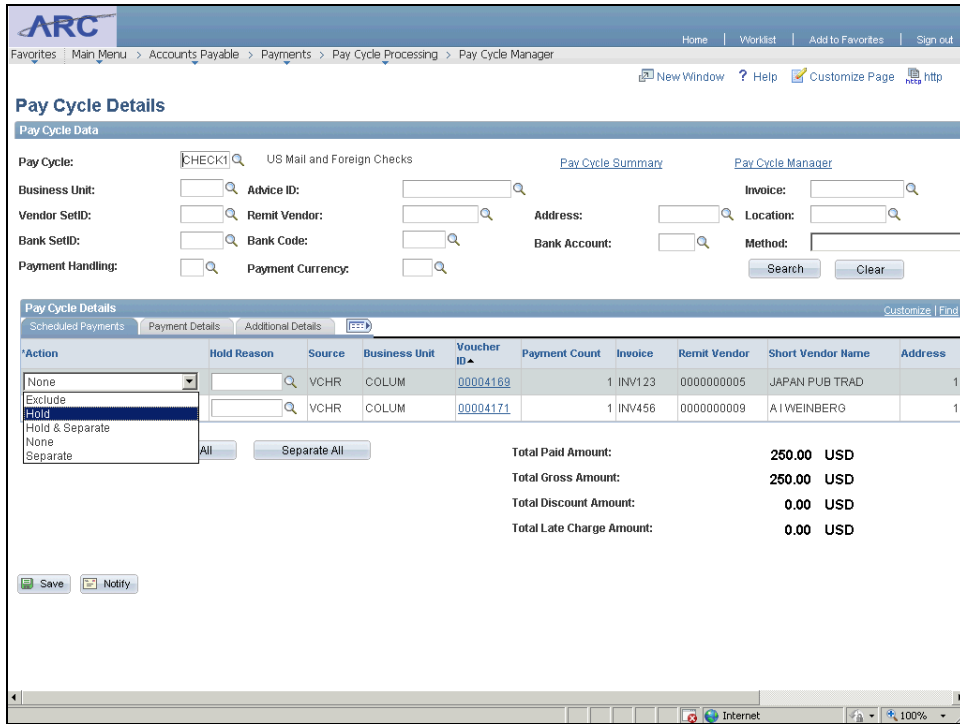 ARC
Home | Worklist | Add to Favorites | Sign out
Favorites Main Menu > Accounts Payable > Payments > Pay Cycle Processing > Pay Cycle Manager
New Window ? Help Customize Page http
Pay Cycle Details
Pay Cycle Data
Pay Cycle: CHECK1 US Mail and Foreign Checks Pay Cycle Summary Pay Cycle Manager
Business Unit: Advice ID: Invoice:
Vendor SetID: Remit Vendor: Address: Location:
Bank SetID: Bank Code: Bank Account: Method:
Payment Handling: Payment Currency: Search Clear
Pay Cycle Details Customize | Find
Scheduled Payments Payment Details Additional Details
*Action Hold Reason Source Business Unit Voucher ID Payment Count Invoice Remit Vendor Short Vendor Name Address
None VCHR COLUM 00004169 1 INV123 0000000005 JAPAN PUB TRAD 1
Exclude
Hold VCHR COLUM 00004171 1 INV456 0000000009 A I WEINBERG 1
Hold & Separate
None
Separate All Separate All Total Paid Amount: 250.00 USD
Total Gross Amount: 250.00 USD
Total Discount Amount: 0.00 USD
Total Late Charge Amount: 0.00 USD
Save Notify
Internet 100%